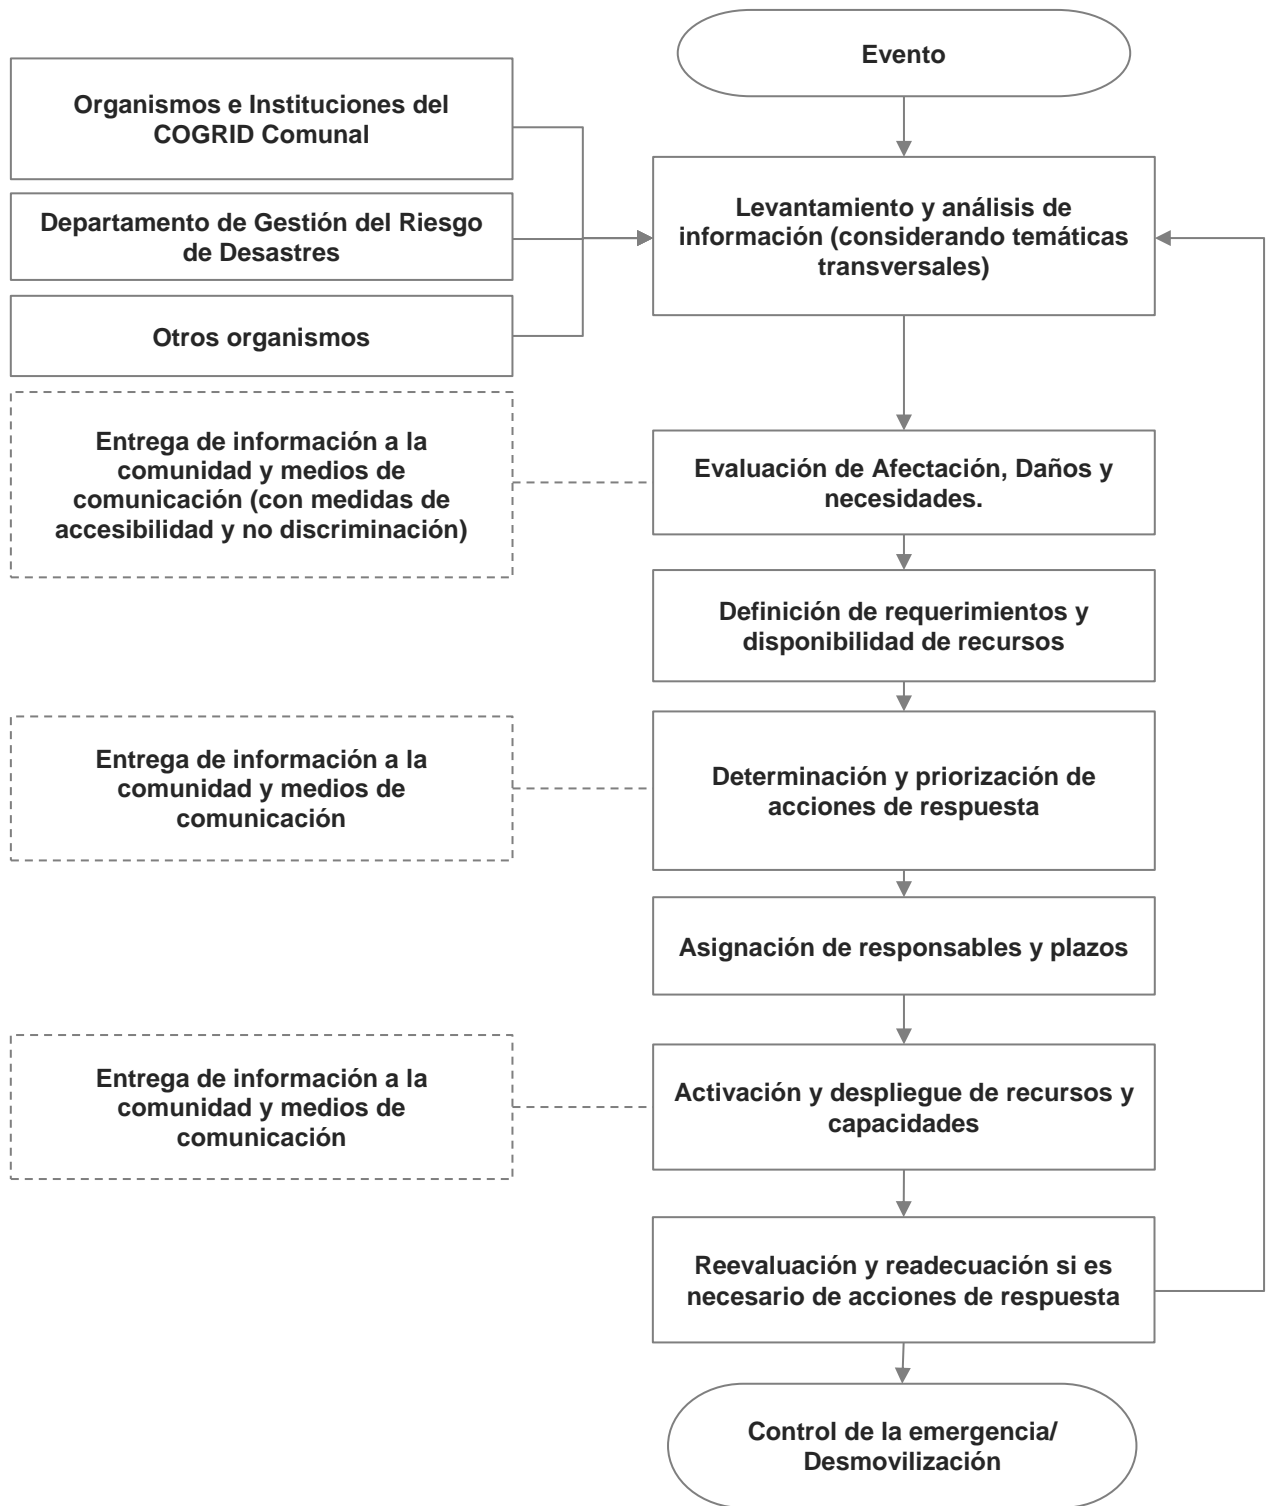 Evento
Organismos e Instituciones del
COGRID Comunal
Departamento de Gestión del Riesgo
de Desastres
Otros organismos
Levantamiento y análisis de
información (considerando temáticas
transversales)
Entrega de información a la
comunidad y medios de
comunicación (con medidas de
accesibilidad y no discriminación)
Evaluación de Afectación, Daños y
necesidades.
Definición de requerimientos y
disponibilidad de recursos
Entrega de información a la
comunidad y medios de
comunicación
Determinación y priorización de
acciones de respuesta
Asignación de responsables y plazos
Entrega de información a la
comunidad y medios de
comunicación
Activación y despliegue de recursos y
capacidades
Reevaluación y readecuación si es
necesario de acciones de respuesta
Control de la emergencia/
Desmovilización